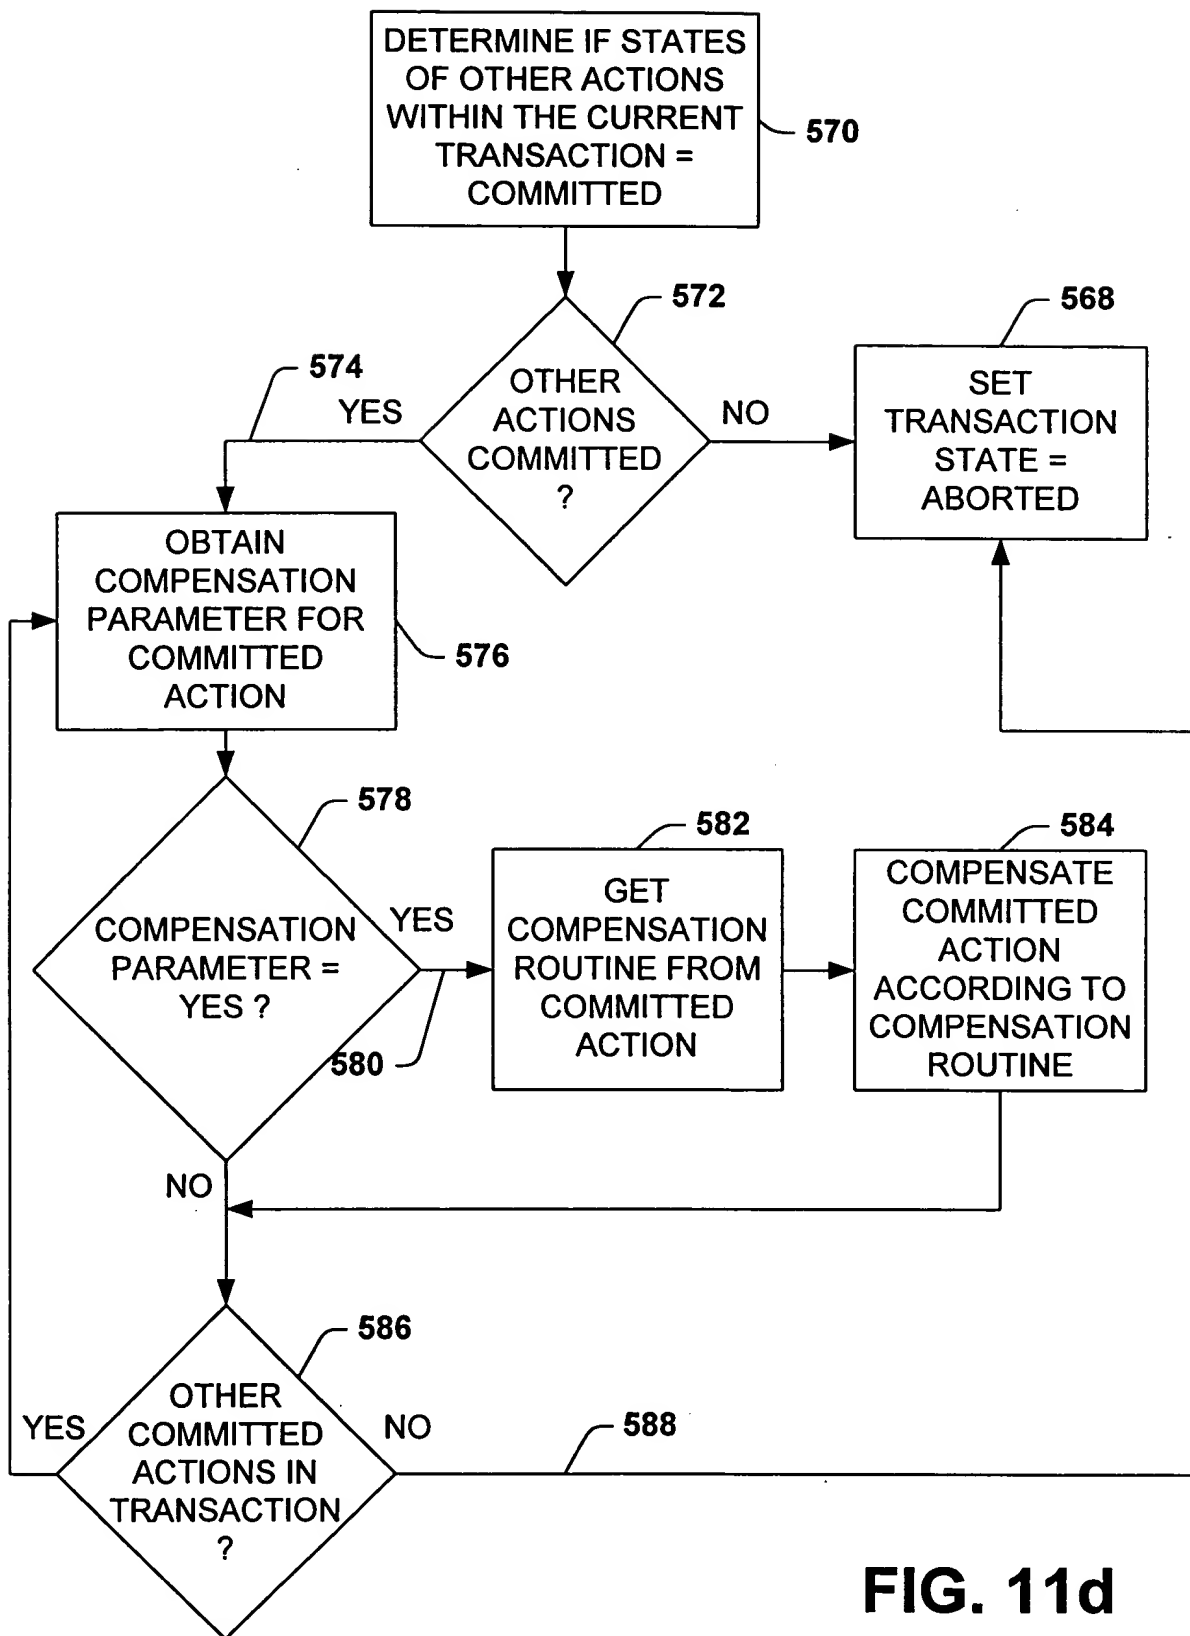 DETERMINE IF STATES
OF OTHER ACTIONS
WITHIN THE CURRENT
TRANSACTION =
COMMITTED
570
572
568
574
OTHER
ACTIONS
COMMITTED
?
YES
NO
SET
TRANSACTION
STATE =
ABORTED
OBTAIN
COMPENSATION
PARAMETER FOR
COMMITTED
ACTION
576
578
582
584
COMPENSATION
PARAMETER =
YES ?
YES
580
GET
COMPENSATION
ROUTINE FROM
COMMITTED
ACTION
COMPENSATE
COMMITTED
ACTION
ACCORDING TO
COMPENSATION
ROUTINE
NO
586
OTHER
COMMITTED
ACTIONS IN
TRANSACTION
?
YES
NO
588
FIG. 11d